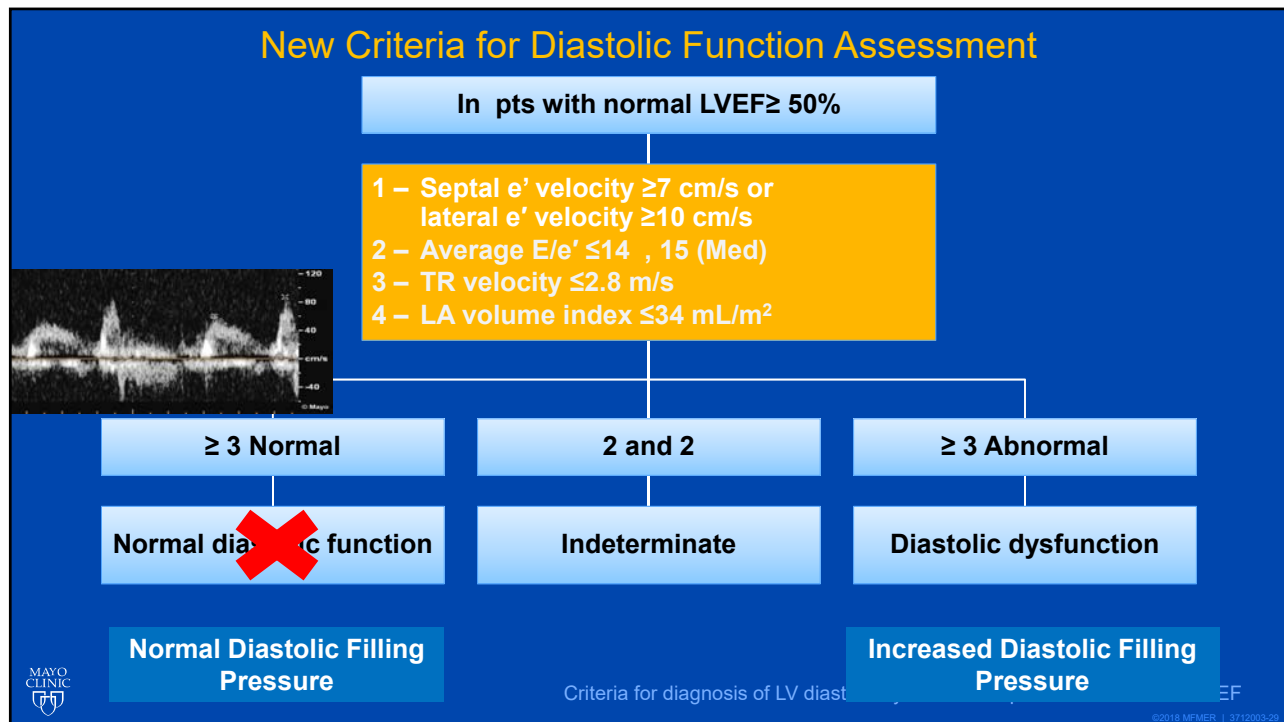 New Criteria for Diastolic Function Assessment
In pts with normal LVEF≥ 50%
1 – Septal e’ velocity ≥7 cm/s or
lateral e′ velocity ≥10 cm/s
2 – Average E/e′ ≤14 , 15 (Med)
3 – TR velocity ≤2.8 m/s
4 – LA volume index ≤34 mL/m²
120
80
40
cm/s
-40
© Mayo
≥ 3 Normal
2 and 2
≥ 3 Abnormal
Normal function
Indeterminate
Diastolic dysfunction
Normal Diastolic Filling
Pressure
Increased Diastolic Filling
Pressure
MAYO
CLINIC
Criteria for diagnosis of LV
EF
©2018 MFMER | 3712003-29